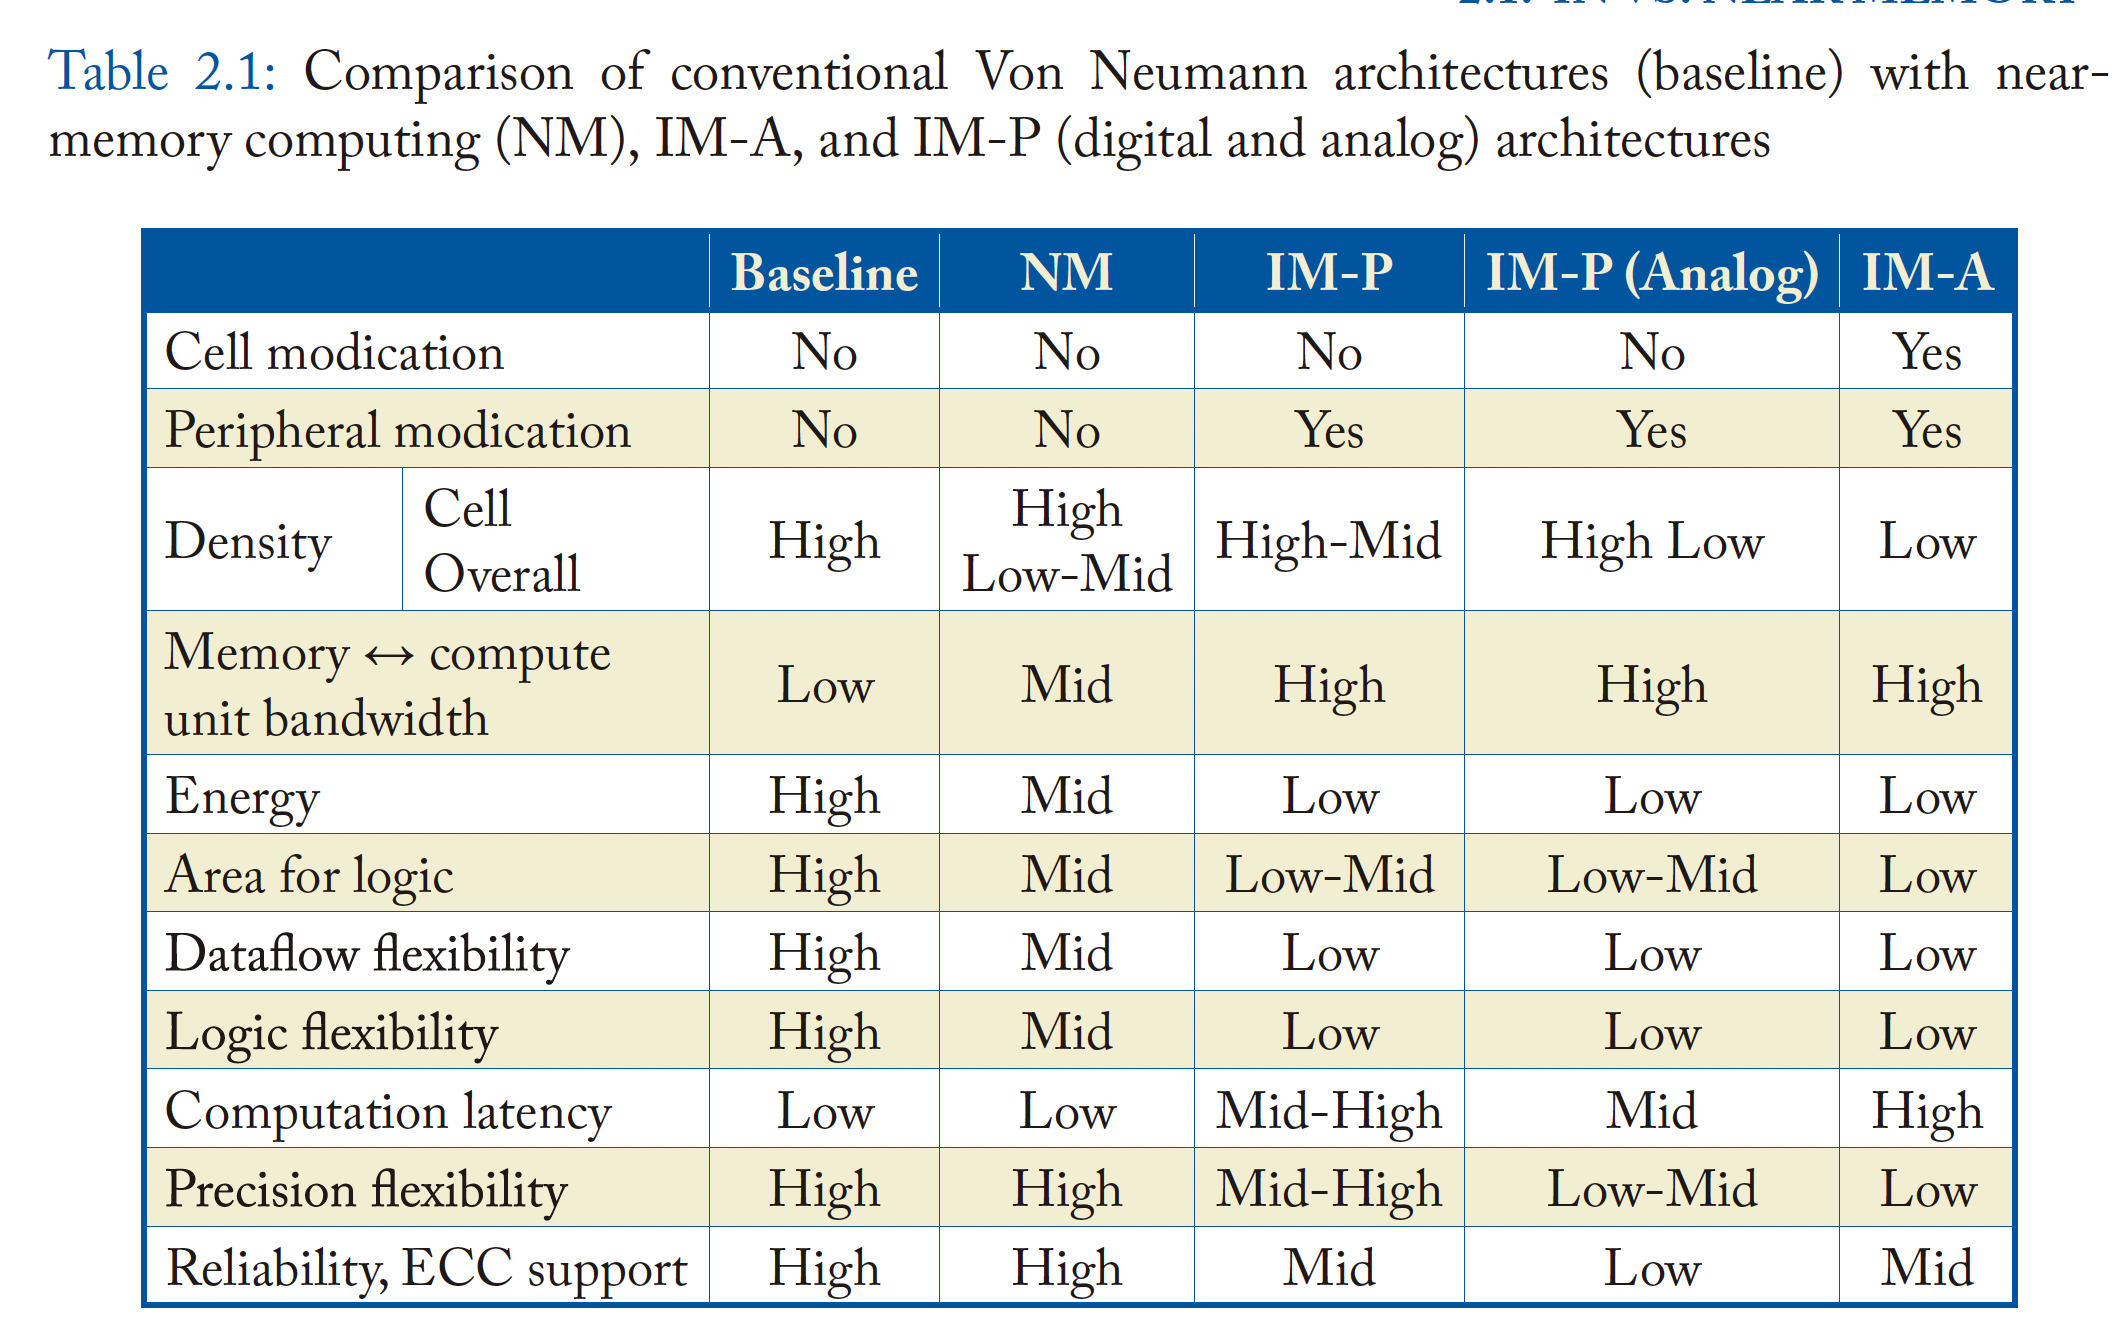 2.1. IN VS. NEAR MEMORY
Table 2.1: Comparison of conventional Von Neumann architectures (baseline) with near-
memory computing (NM), IM-A, and IM-P (digital and analog) architectures
Baseline NM IM-P IM-P (Analog) IM-A
Cell modication No No No No Yes
Peripheral modication No No Yes Yes Yes
Density Cell Overall High High Low-Mid High-Mid High Low Low
Memory ↔ compute unit bandwidth Low Mid High High High
Energy High Mid Low Low Low
Area for logic High Mid Low-Mid Low-Mid Low
Dataflow flexibility High Mid Low Low Low
Logic flexibility High Mid Low Low Low
Computation latency Low Low Mid-High Mid High
Precision flexibility High High Mid-High Low-Mid Low
Reliability, ECC support High High Mid Low Mid